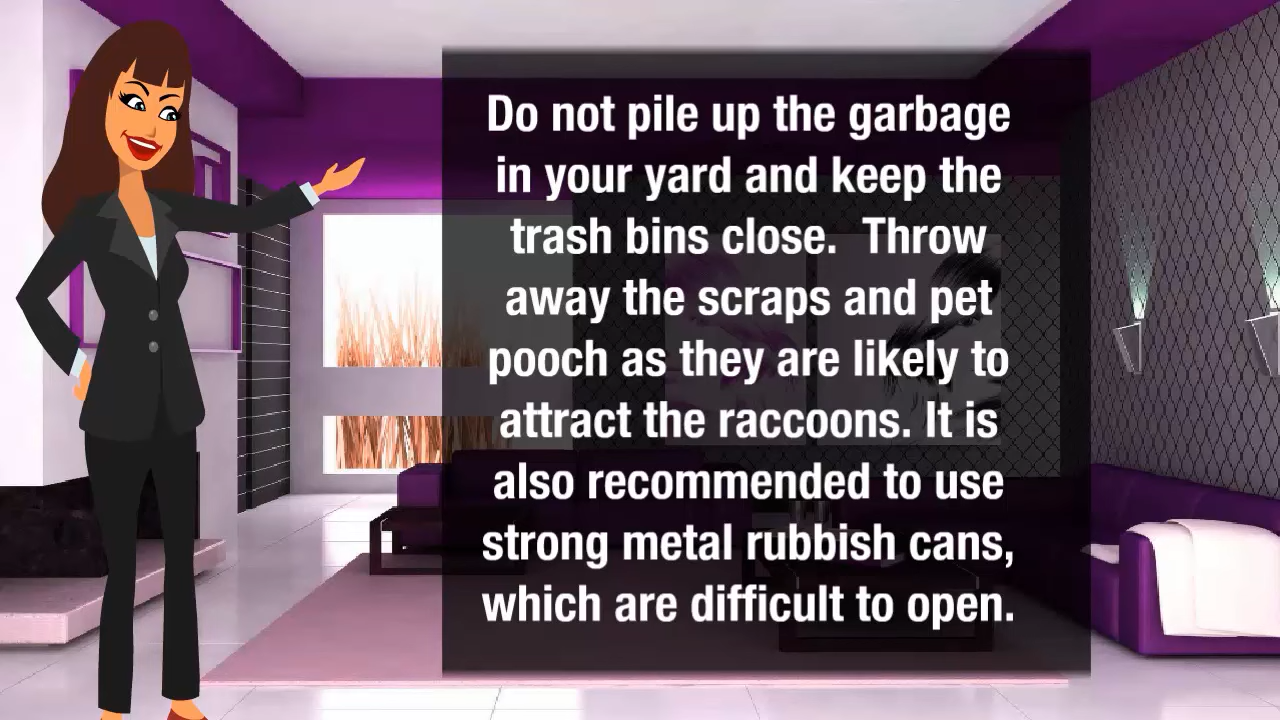 Do not pile up the garbage
in your yard and keep the
trash bins close.  Throw
away the scraps and pet
pooch as they are likely to
attract the raccoons. It is
also recommended to use
strong metal rubbish cans,
which are difficult to open.